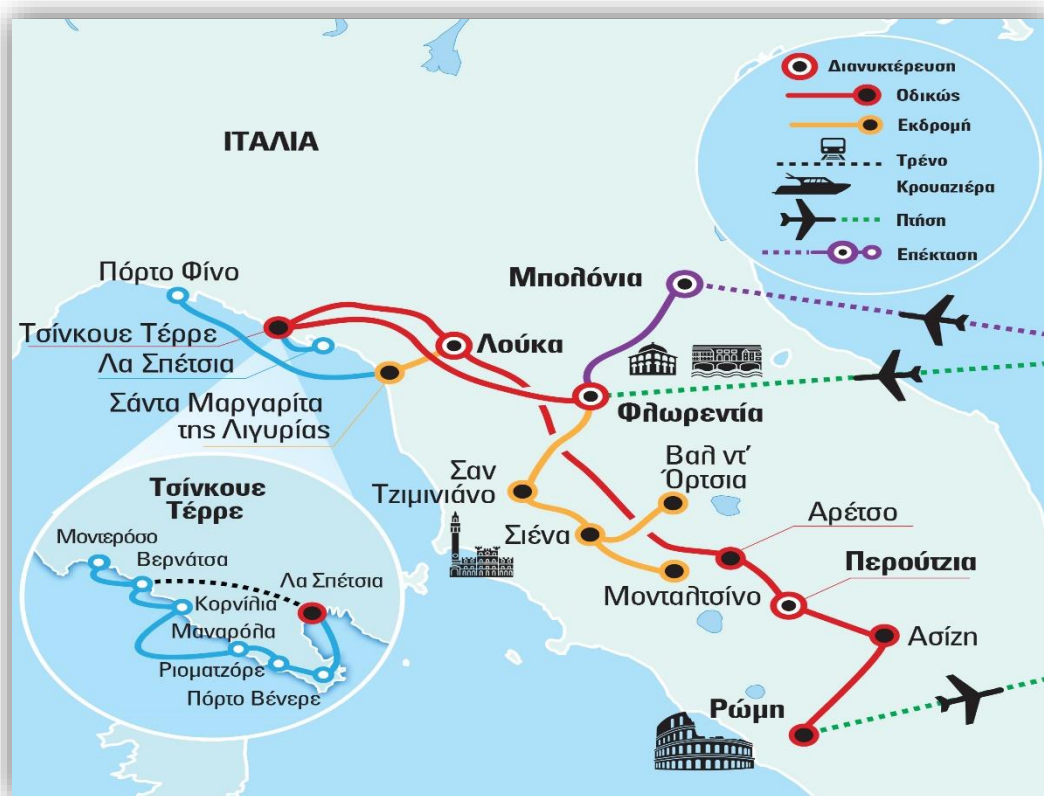 Διανυκτέρευση
Οδικώς
Εκδρομή
Τρένο
Κρουαζιέρα
Πτήση
Επέκταση
ΙΤΑΛΙΑ
Πόρτο Φίνο
Μπολόνια
Τσίνκουε Τέρρε
Λούκα
Λα Σπέτσια
Σάντα Μαργαρίτα
της Λιγυρίας
Φλωρεντία
Βαλ ντ'
Όρτσια
Σαν
Τζιμινιάνο
Σιένα
Αρέτσο
Περούτζια
Μονταλτσίνο
Ασίζη
Ρώμη
Τσίνκουε
Τέρρε
Μοντερόσο
Βερνάτσα
Λα Σπέτσια
Κορνίλια
Μαναρόλα
Ριοματζόρε
Πόρτο Βένερε